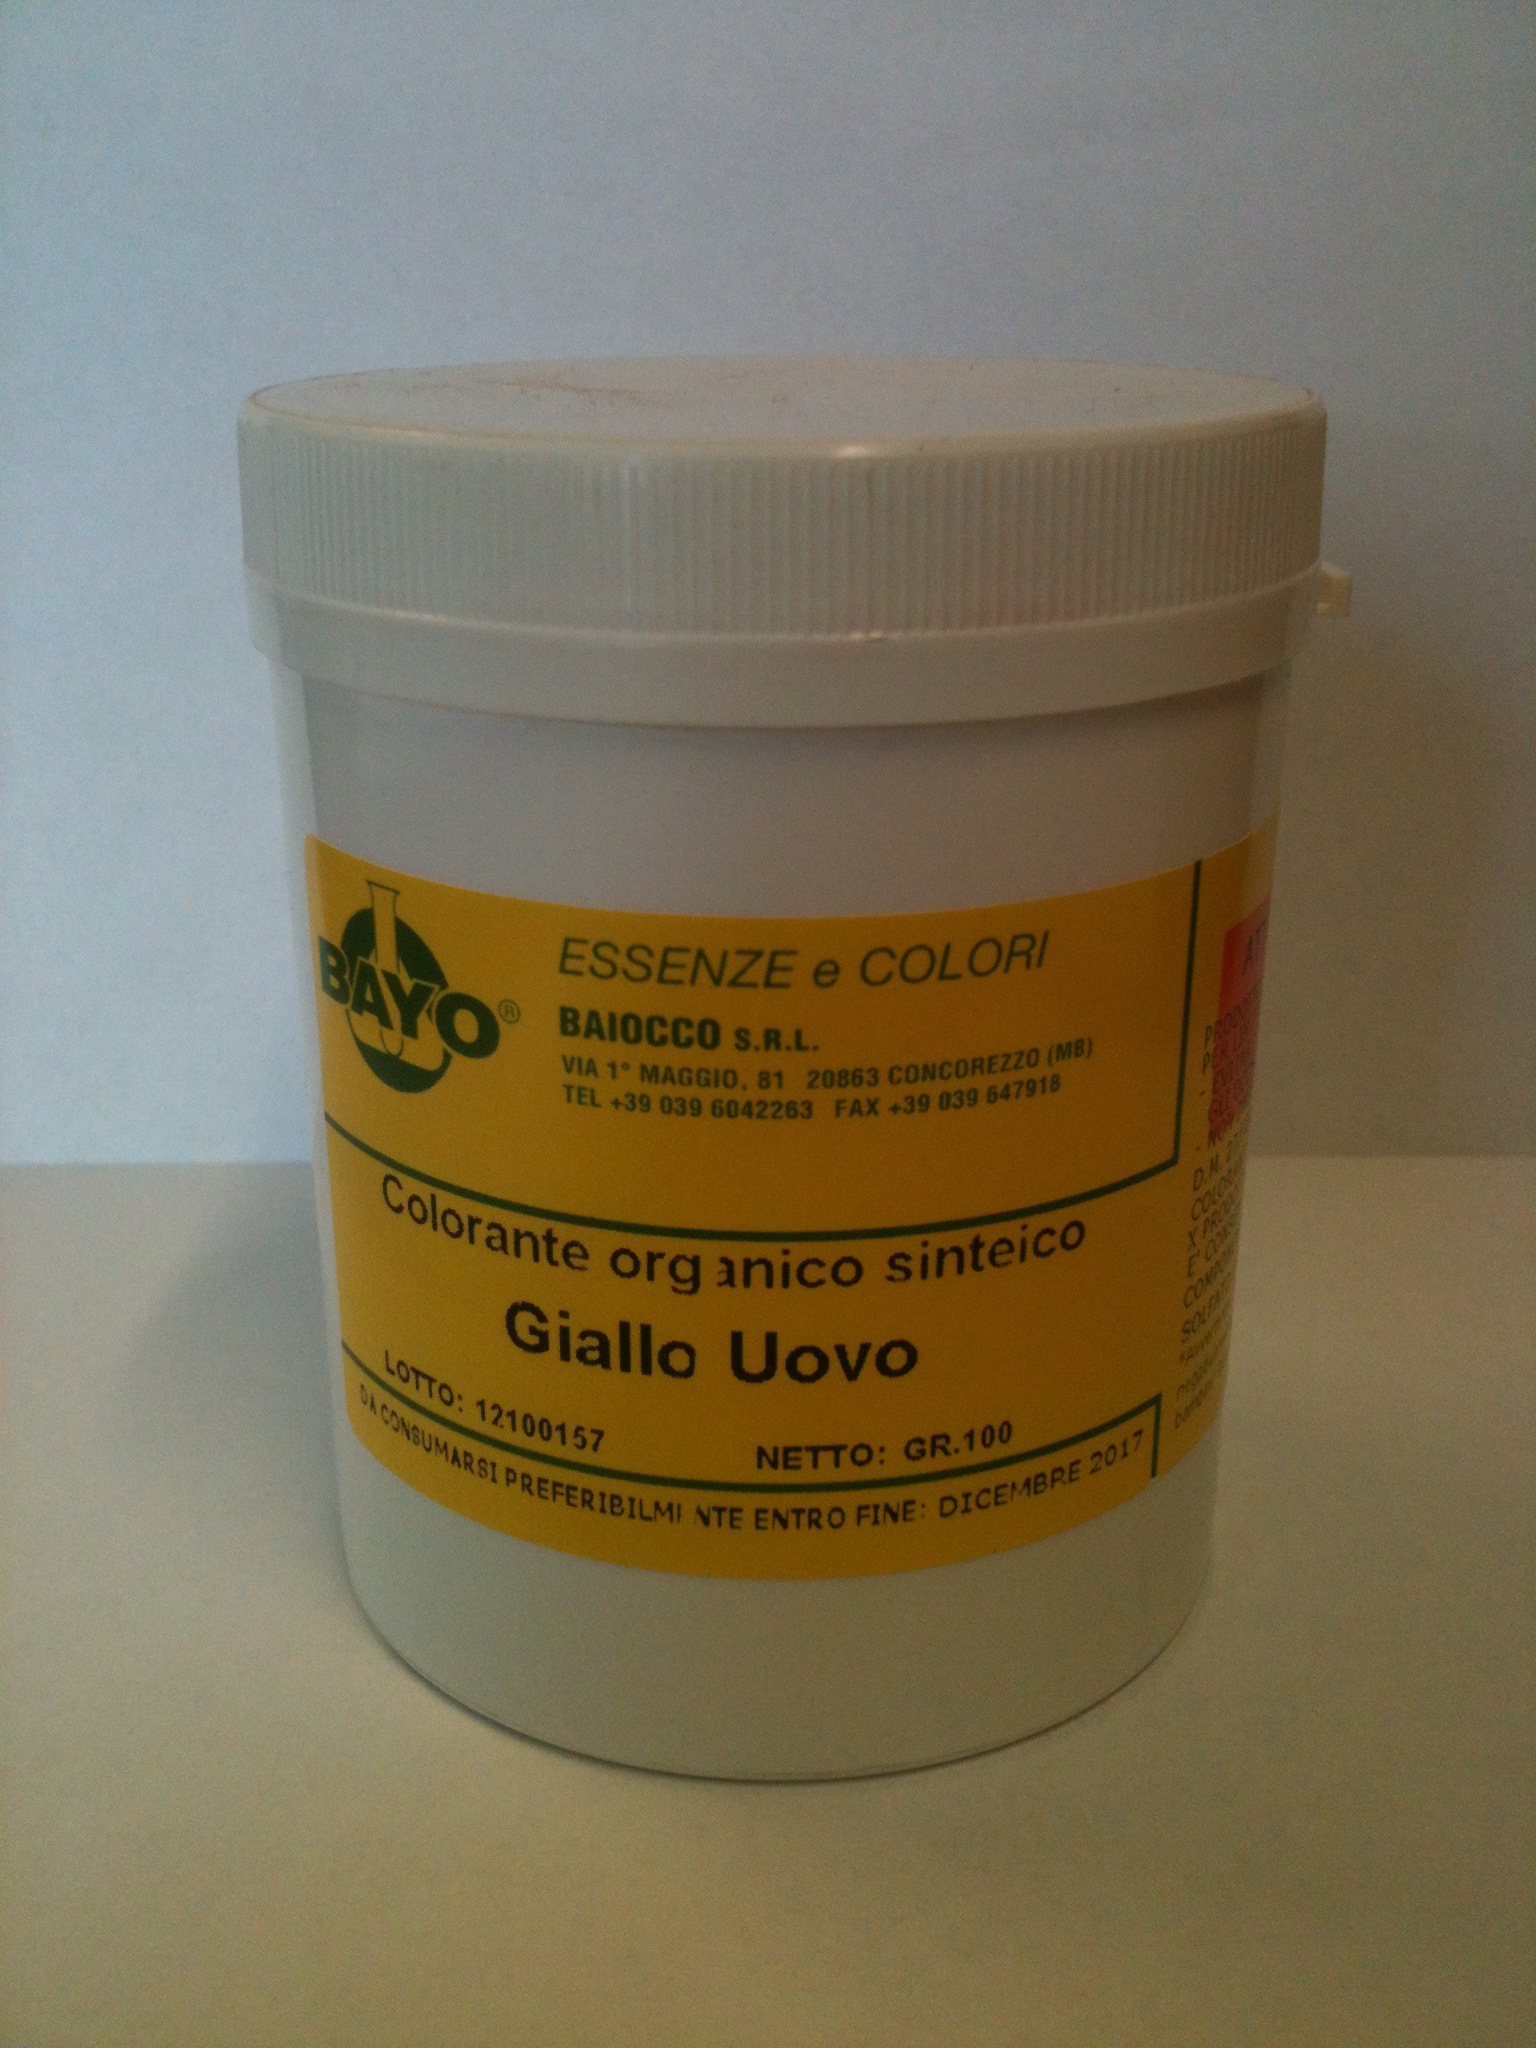 BAYO®
ESSENZE e COLORI
BAIOCCO S.R.L.
VIA 1° MAGGIO, 81 20863 CONCOREZZO (MB)
TEL +39 039 6042263 FAX +39 039 647918
Colorante organico sinteico
Giallo Uovo
LOTTO: 12100157
NETTO: GR.100
DA CONSUMARSI PREFERIBILMENTE ENTRO FINE: DICEMBRE 2017
- NON
D.M.